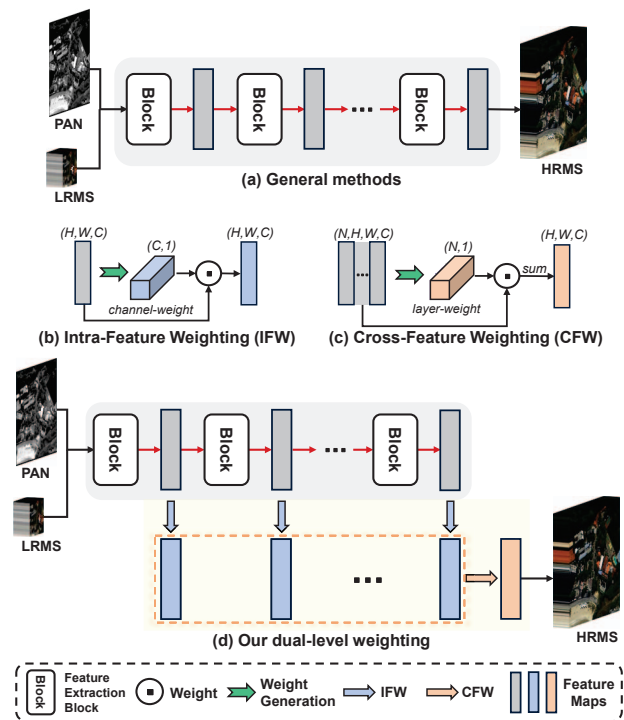 PAN
LRMS
Block
Block
Block
HRMS
(a) General methods
(H,W,C)
(C,1)
(H,W,C)
channel-weight
(b) Intra-Feature Weighting (IFW)
(N,H,W,C)
(N,1)
(H,W,C)
sum
layer-weight
(c) Cross-Feature Weighting (CFW)
PAN
LRMS
Block
Block
Block
HRMS
(d) Our dual-level weighting
Block
Feature
Extraction
Block
Weight
Weight
Generation
IFW
CFW
Feature
Maps